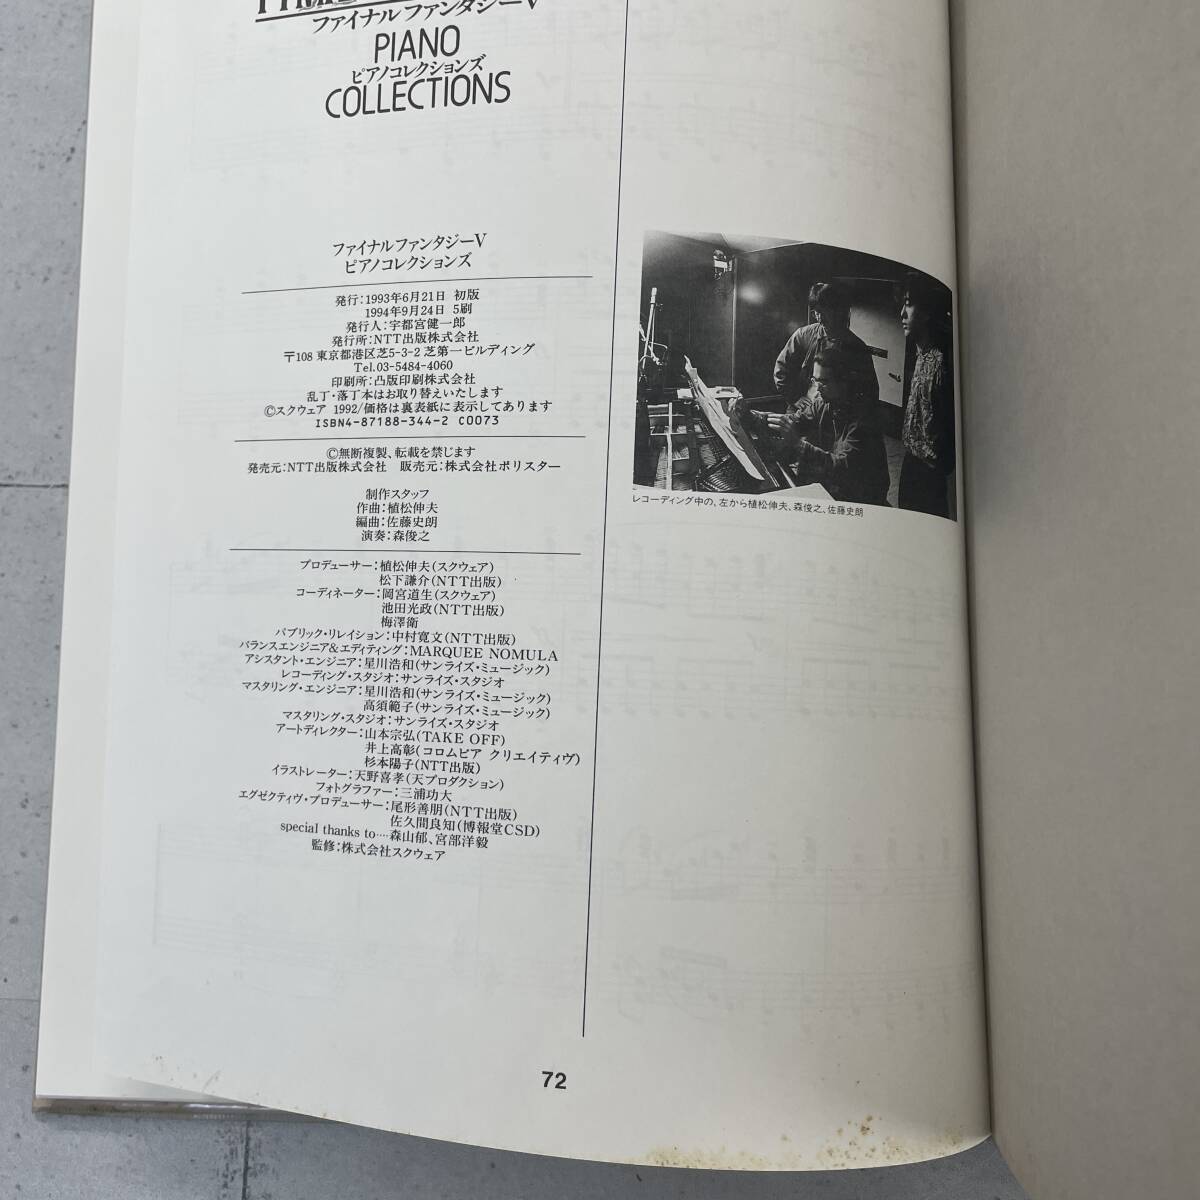 ファイナルファンタジーV
PIANO
ピアノコレクションズ
COLLECTIONS
ファイナルファンタジーV
ピアノコレクションズ
発行:1993年6月21日 初版
1994年9月24日 5刷
発行人:宇都宮健一郎
発行所:NTT出版株式会社
〒108 東京都港区芝5-3-2 芝第一ビルディング
Tel.03-5484-4060
印刷所:凸版印刷株式会社
乱丁・落丁本はお取り替えいたします
©スクウェア 1992/価格は裏表紙に表示してあります
ISBN4-87188-344-2 C0073
©無断複製、転載を禁じます
発売元:NTT出版株式会社 販売元:株式会社ポリスター
制作スタッフ
作曲:植松伸夫
編曲:佐藤史朗
演奏:森俊之
プロデューサー:植松伸夫(スクウェア)
松下謙介(NTT出版)
コーディネーター:岡宮道生(スクウェア)
池田光政(NTT出版)
梅澤衛
パブリック・リレイション:中村寛文(NTT出版)
バランスエンジニア&エディティング:MARQUEE NOMULA
アシスタント・エンジニア:星川浩和(サンライズ・ミュージック)
レコーディング・スタジオ:サンライズ・スタジオ
マスタリング・エンジニア:星川浩和(サンライズ・ミュージック)
高須範子(サンライズ・ミュージック)
マスタリング・スタジオ:サンライズ・スタジオ
アートディレクター:山本宗弘(TAKE OFF)
井上高彰(コロムビア クリエイティヴ)
杉本陽子(NTT出版)
イラストレーター:天野喜孝(天プロダクション)
フォトグラファー:三浦功大
エグゼクティヴ・プロデューサー:尾形善朋(NTT出版)
佐久間良知(博報堂CSD)
special thanks to‥‥森山郁、宮部洋毅
監修:株式会社スクウェア
レコーディング中の、左から植松伸夫、森俊之、佐藤史朗
72